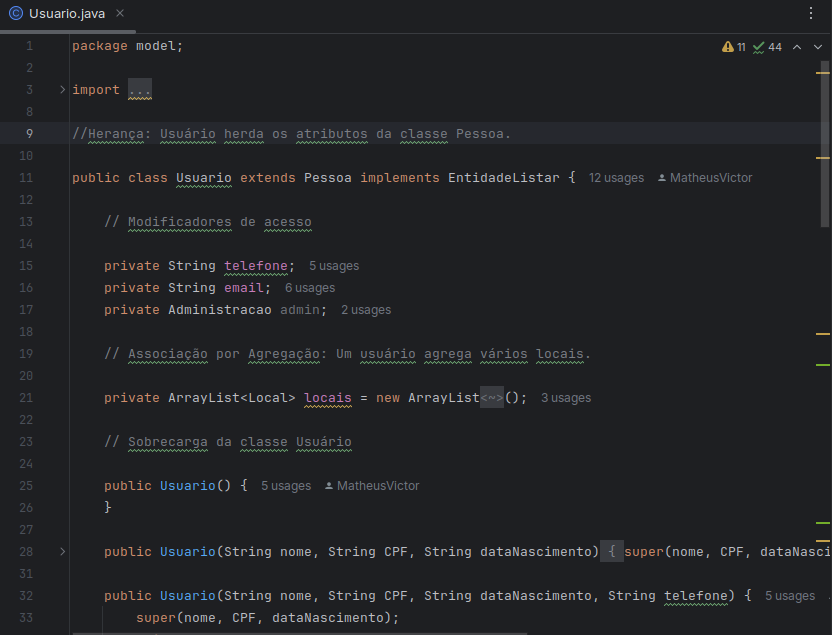 Usuario.java
11 44
1 package model;
2
3 import ...
8
9 //Herança: Usuário herda os atributos da classe Pessoa.
10
11 public class Usuario extends Pessoa implements EntidadeListar { 12 usages MatheusVictor
12
13 // Modificadores de acesso
14
15 private String telefone; 5 usages
16 private String email; 6 usages
17 private Administracao admin; 2 usages
18
19 // Associação por Agregação: Um usuário agrega vários locais.
20
21 private ArrayList<Local> locais = new ArrayList<~>(); 3 usages
22
23 // Sobrecarga da classe Usuário
24
25 public Usuario() { 5 usages MatheusVictor
26 }
27
28 public Usuario(String nome, String CPF, String dataNascimento) { super(nome, CPF, dataNasci
31
32 public Usuario(String nome, String CPF, String dataNascimento, String telefone) { 5 usages
33 super(nome, CPF, dataNascimento);